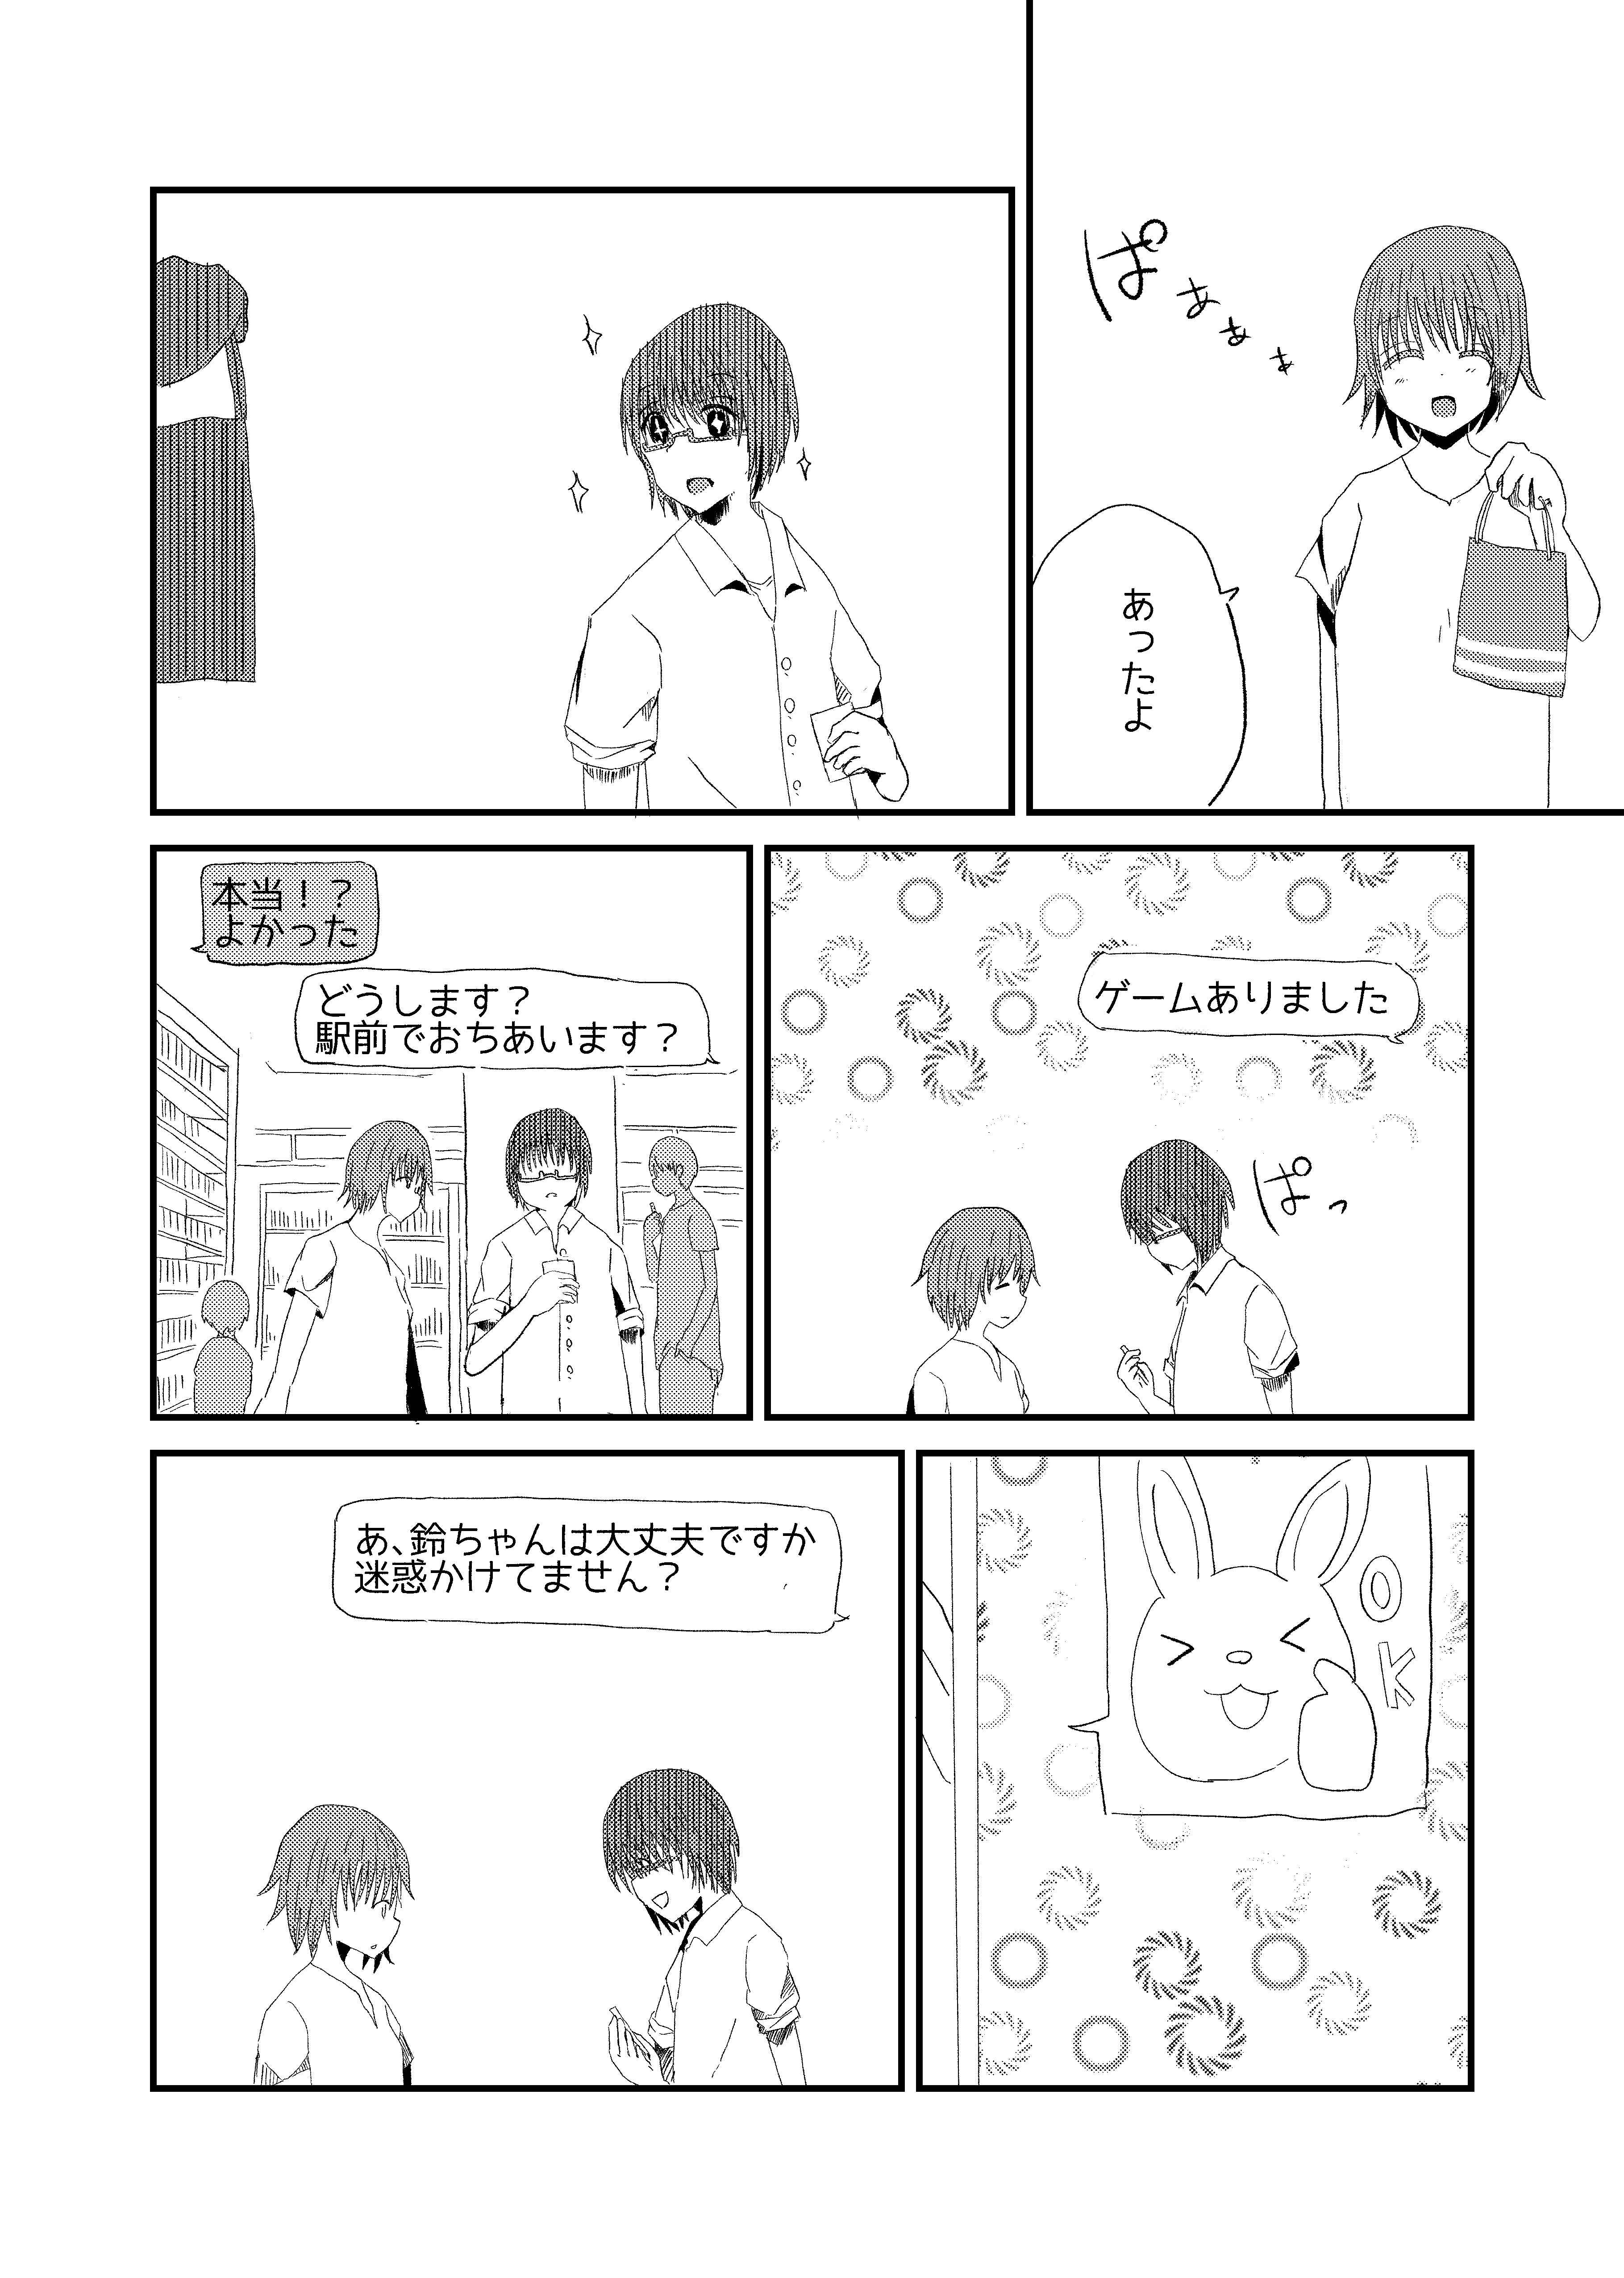 ぱぁぁぁ
あったよ
ゲームありました
ぱっ
本当！？
よかった
どうします？
駅前でおちあいます？
OK
あ、鈴ちゃんは大丈夫ですか
迷惑かけてません？